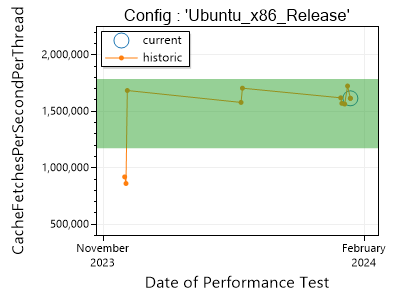 Config : 'Ubuntu_x86_Release'
CacheFetchesPerSecondPerThread
2,000,000
1,500,000
1,000,000
500,000
current
historic
November
2023
February
2024
Date of Performance Test